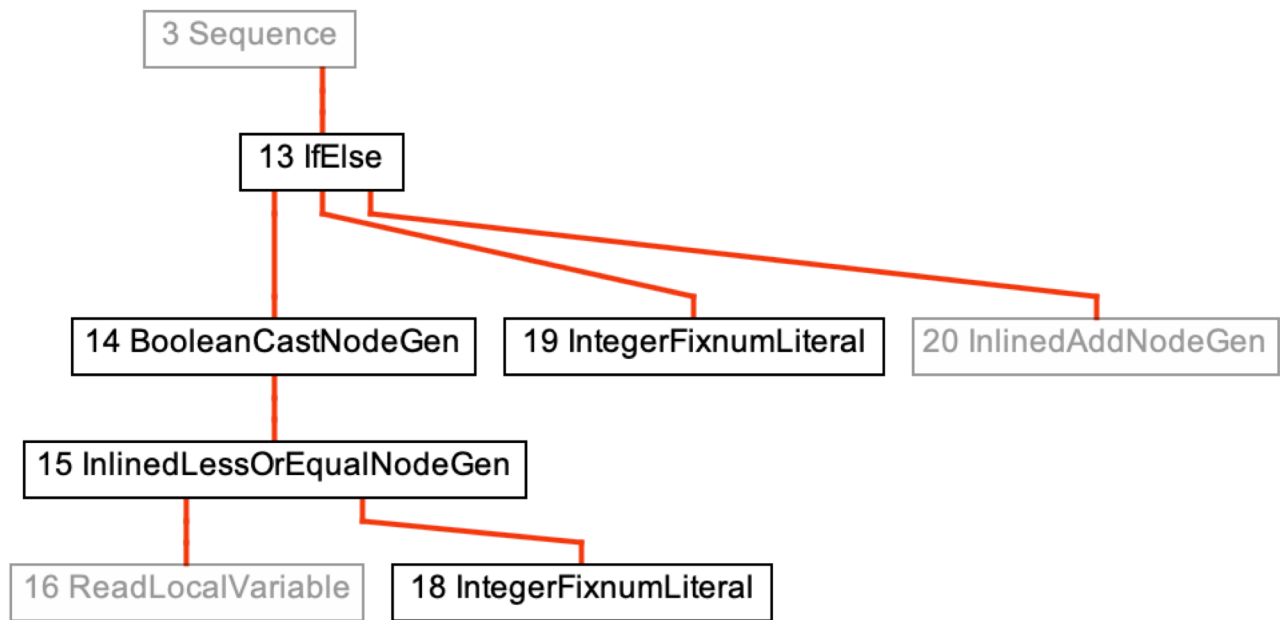 3 Sequence
13 IfElse
14 BooleanCastNodeGen
19 IntegerFixnumLiteral
20 InlinedAddNodeGen
15 InlinedLessOrEqualNodeGen
16 ReadLocalVariable
18 IntegerFixnumLiteral